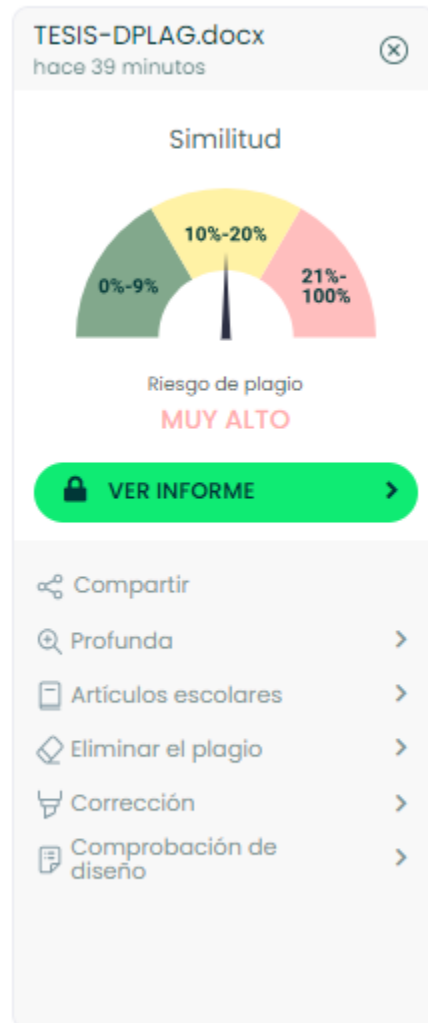 TESIS-DPLAG.docx
hace 39 minutos
Similitud
10%-20%
0%-9%
21%-
100%
Riesgo de plagio
MUY ALTO
VER INFORME
Compartir
Profunda
Artículos escolares
Eliminar el plagio
Corrección
Comprobación de
diseño